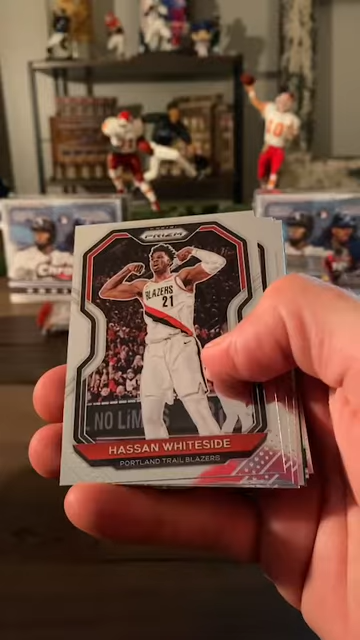 PRIZM
BLAZERS
21
NO LIM
HASSAN WHITESIDE
PORTLAND TRAIL BLAZERS